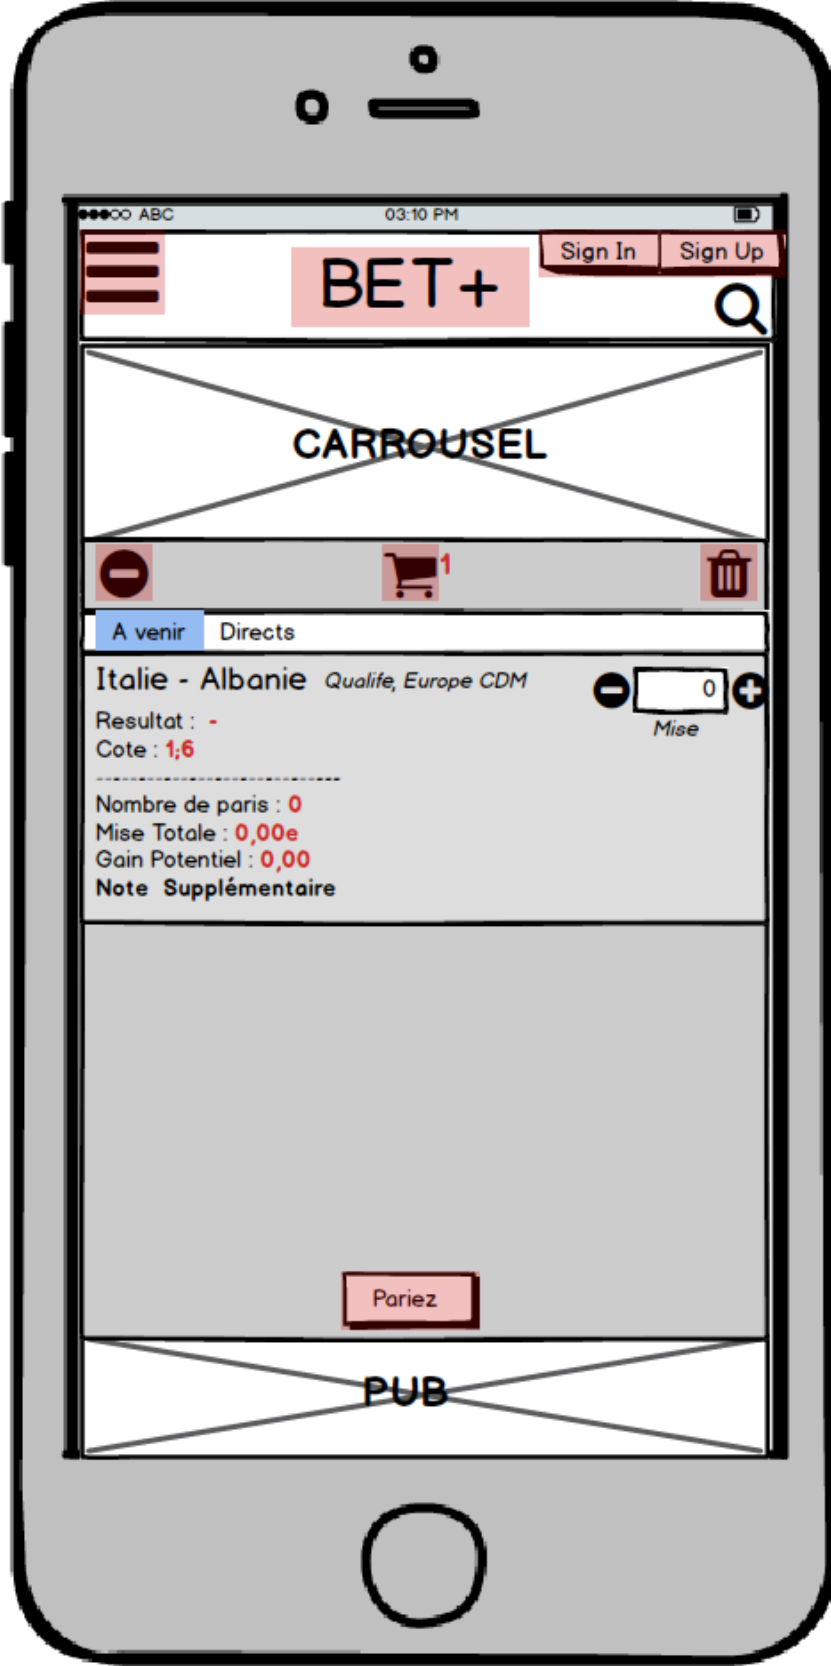 ABC 03:10 PM
Sign In Sign Up
BET+
CARROUSEL
1
A venir Directs
Italie - Albanie Qualife, Europe CDM 0
Resultat : - Mise
Cote : 1;6
----------------------------
Nombre de paris : 0
Mise Totale : 0,00e
Gain Potentiel : 0,00
Note Supplémentaire
Pariez
PUB